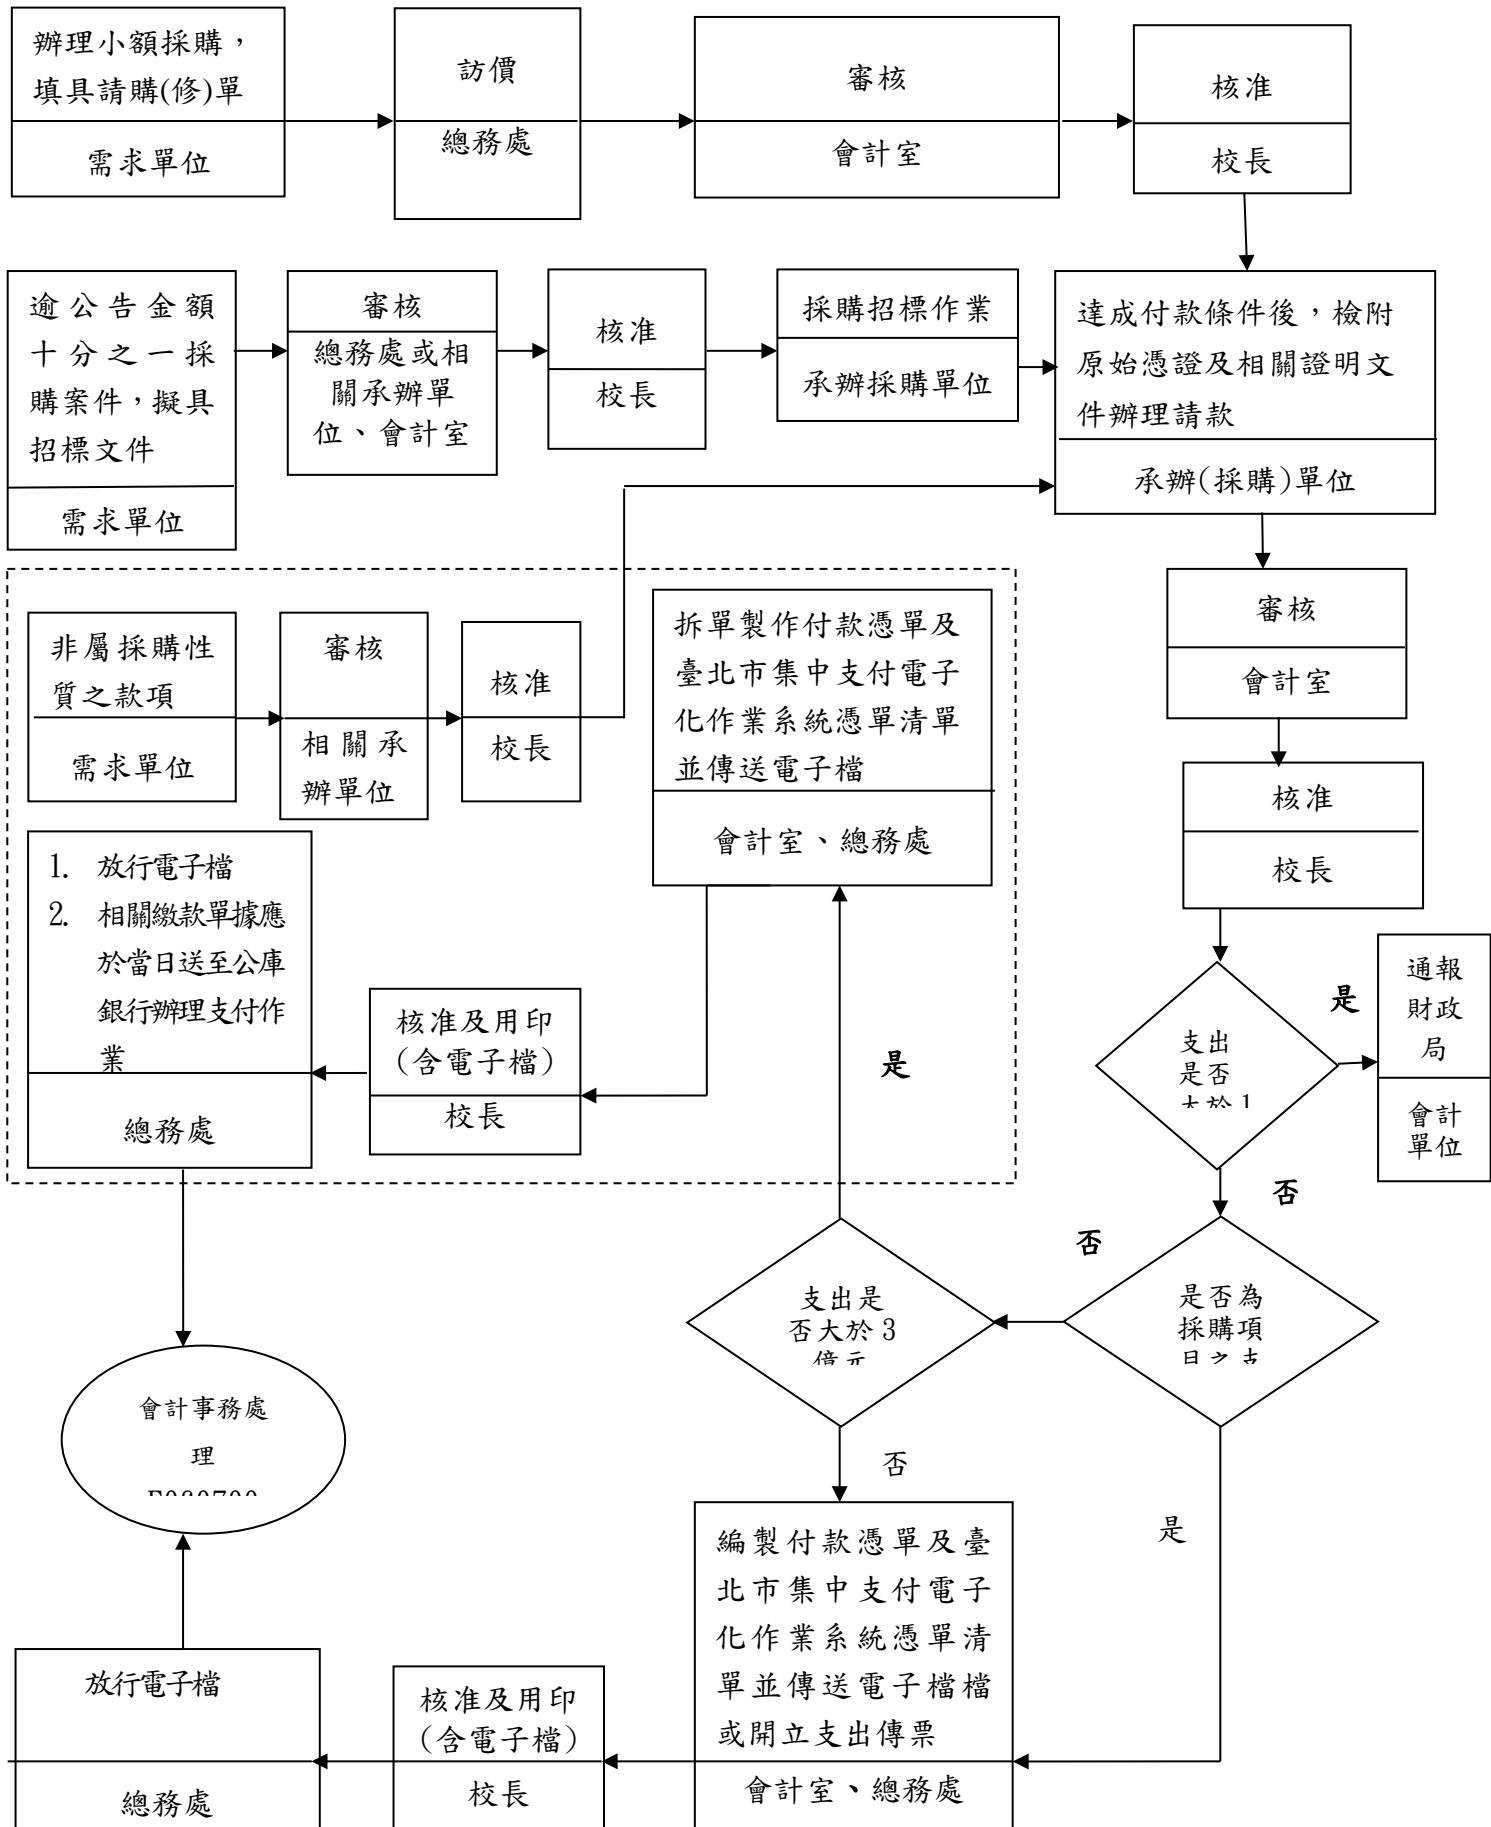 辦理小額採購，
填具請購(修)單
需求單位
訪價
總務處
審核
會計室
核准
校長
逾公告金額
十分之一採
購案件，擬具
招標文件
需求單位
審核
總務處或相
關承辦單
位、會計室
核准
校長
採購招標作業
承辦採購單位
達成付款條件後，檢附
原始憑證及相關證明文
件辦理請款
承辦(採購)單位
非屬採購性
質之款項
需求單位
審核
相關承
辦單位
核准
校長
拆單製作付款憑單及
臺北市集中支付電子
化作業系統憑單清單
並傳送電子檔
會計室、總務處
審核
會計室
核准
校長
1. 放行電子檔
2. 相關繳款單據應
於當日送至公庫
銀行辦理支付作
業
總務處
核准及用印
(含電子檔)
校長
是
支出
是否
大於1
是
通報
財政
局
會計
單位
否
否
支出是
否大於3
億元
是否為
採購項
目之支
會計事務處
理
否
是
編製付款憑單及臺
北市集中支付電子
化作業系統憑單清
單並傳送電子檔檔
或開立支出傳票
會計室、總務處
放行電子檔
總務處
核准及用印
(含電子檔)
校長